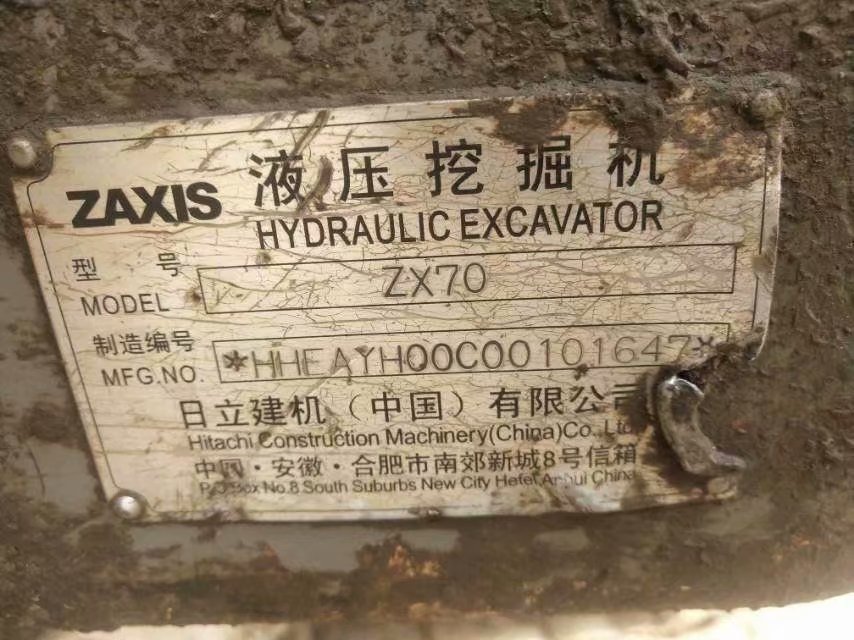 ZAXIS 液压挖掘机
HYDRAULIC EXCAVATOR
型号 ZX70
MODEL
制造编号 *HHEAYH00C00101647*
MFG.NO.
日立建机（中国）有限公司
Hitachi Construction Machinery(China)Co.,Ltd
中国·安徽·合肥市南郊新城8号信箱
P.O.Box No.8 South Suburbs New City Hefei Anhui China